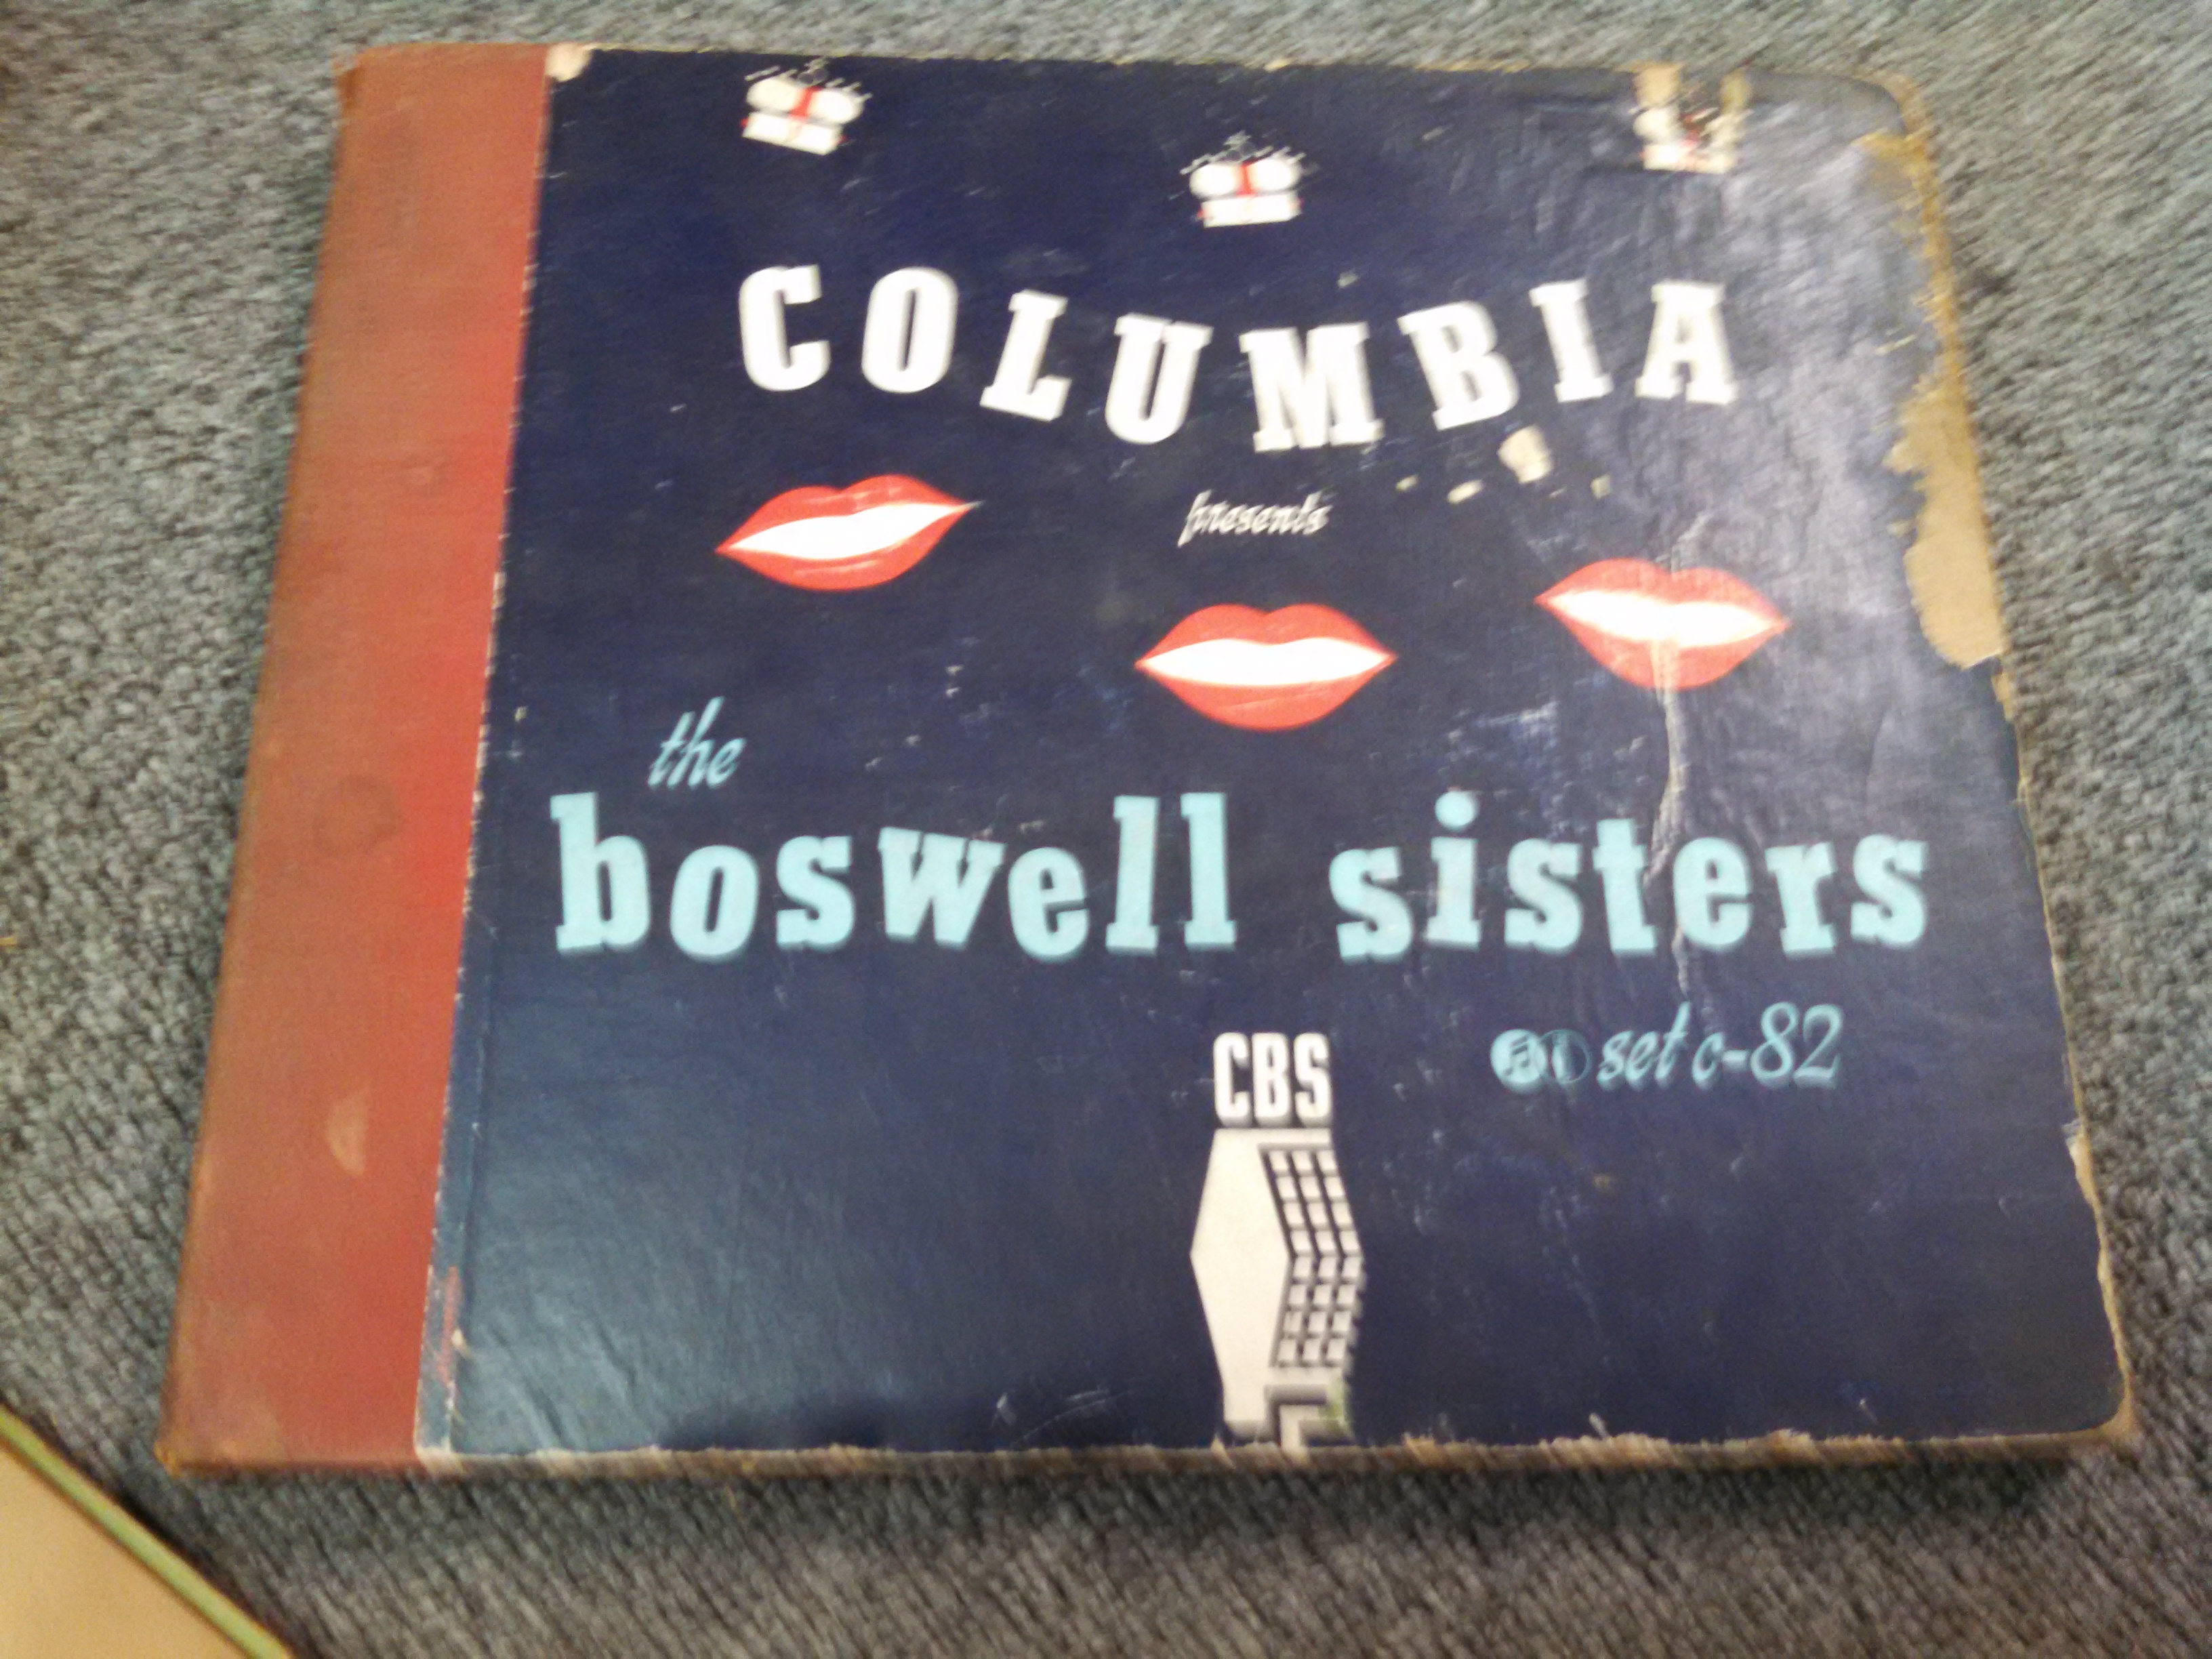 COLUMBIA
presents
the
boswell sisters
set c-82
CBS